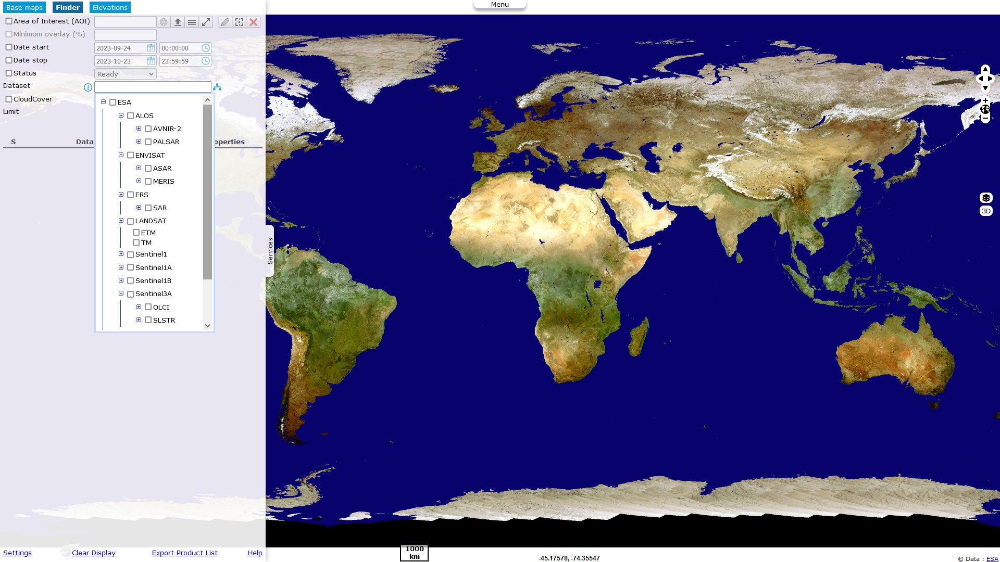 Base maps Finder Elevations
Menu
Area of Interest (AOI)
Minimum overlay (%)
Date start 2023-09-24 31 00:00:00
Date stop 2023-10-23 31 23:59:59
Status Ready
Dataset
CloudCover
Limit
S Data operties
ESA
ALOS
AVNIR-2
PALSAR
ENVISAT
ASAR
MERIS
ERS
SAR
LANDSAT
ETM
TM
Sentinel1
Sentinel1A
Sentinel1B
Sentinel3A
OLCI
SLSTR
Services
3D
Settings Clear Display Export Product List Help
1000
km
-45.17578, -74.35547
© Data : ESA